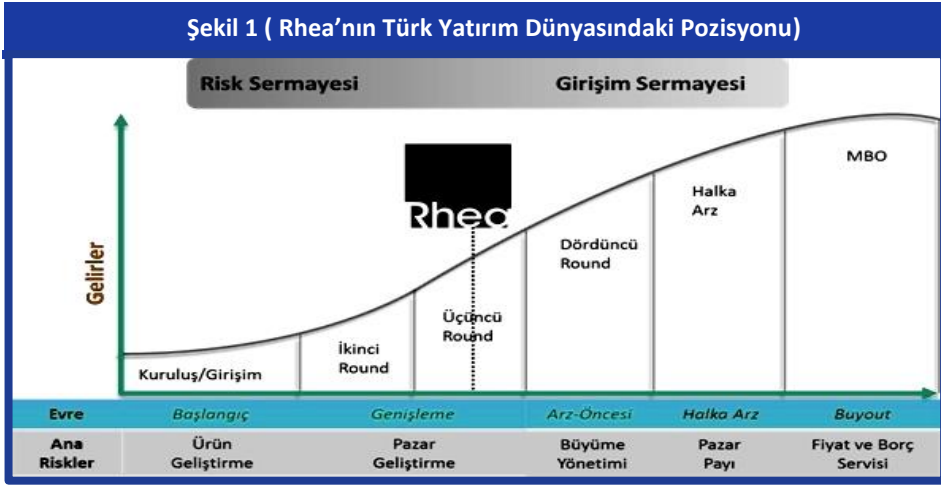 Şekil 1 ( Rhea’nın Türk Yatırım Dünyasındaki Pozisyonu)
Risk Sermayesi
Girişim Sermayesi
Rhea
MBO
Halka
Arz
Dördüncü
Round
Üçüncü
Round
İkinci
Round
Kuruluş/Girişim
Gelirler
Evre
Başlangıç
Genişleme
Arz-Öncesi
Halka Arz
Buyout
Ana
Riskler
Ürün
Geliştirme
Pazar
Geliştirme
Büyüme
Yönetimi
Pazar
Payı
Fiyat ve Borç
Servisi